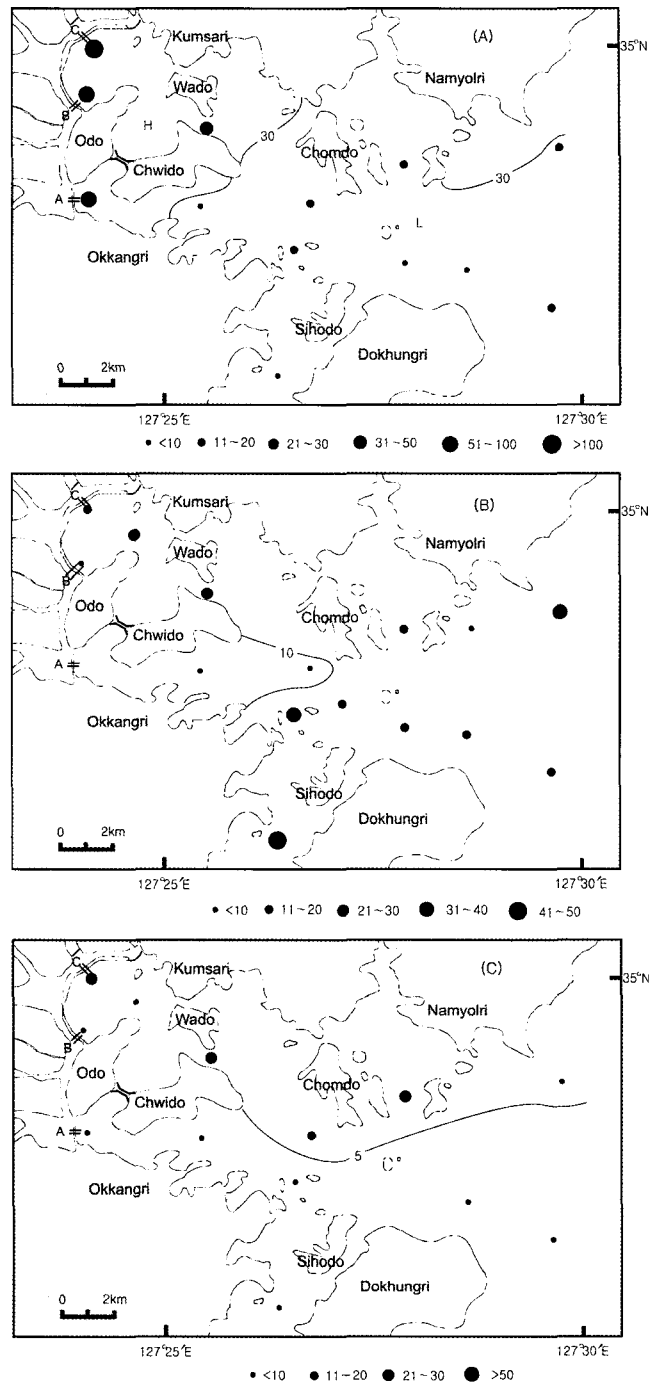 C
Kumsari
(A)
35°N
Namyolri
Wado
B
Odo
H
30
Chomdo
Chwido
30
A
L
Okkangri
Sihodo
Dokhungri
0 2km
127°25′E 127°30′E
<10 11~20 21~30 31~50 51~100 >100
C
Kumsari
(B)
35°N
Namyolri
Wado
B
Odo
Chomdo
Chwido
A
10
Okkangri
Sihodo
Dokhungri
0 2km
127°25′E 127°30′E
<10 11~20 21~30 31~40 41~50
C
Kumsari
(C)
35°N
Namyolri
Wado
B
Odo
Chomdo
Chwido
A
5
Okkangri
Sihodo
Dokhungri
0 2km
127°25′E 127°30′E
<10 11~20 21~30 >50